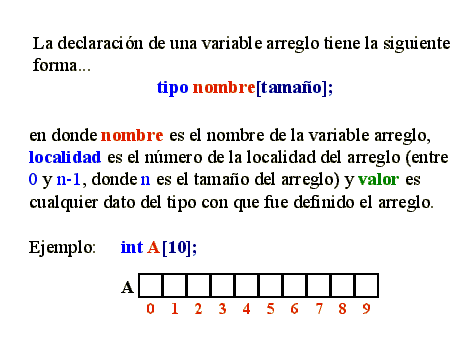 La declaración de una variable arreglo tiene la siguiente
forma...
tipo nombre[tamaño];
en donde nombre es el nombre de la variable arreglo,
localidad es el número de la localidad del arreglo (entre
0 y n-1, donde n es el tamaño del arreglo) y valor es
cualquier dato del tipo con que fue definido el arreglo.
Ejemplo: int A[10];
A
0 1 2 3 4 5 6 7 8 9